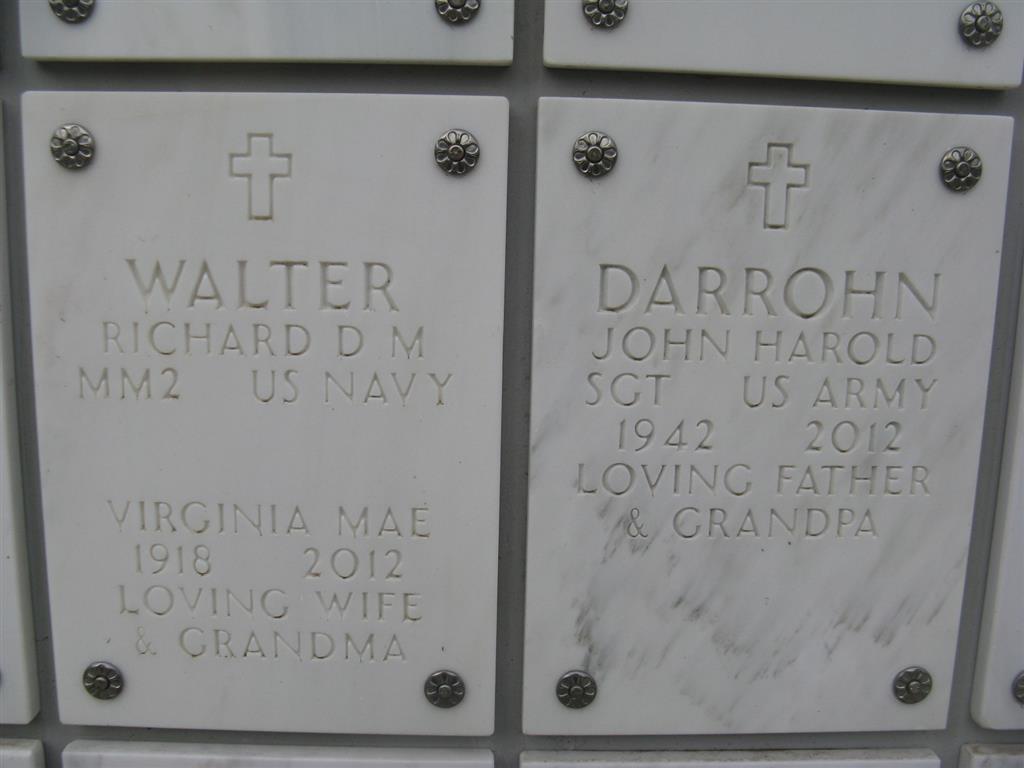 WALTER
RICHARD D M
MM2 US NAVY
VIRGINIA MAE
1918 2012
LOVING WIFE
& GRANDMA
DARROHN
JOHN HAROLD
SGT US ARMY
1942 2012
LOVING FATHER
& GRANDPA